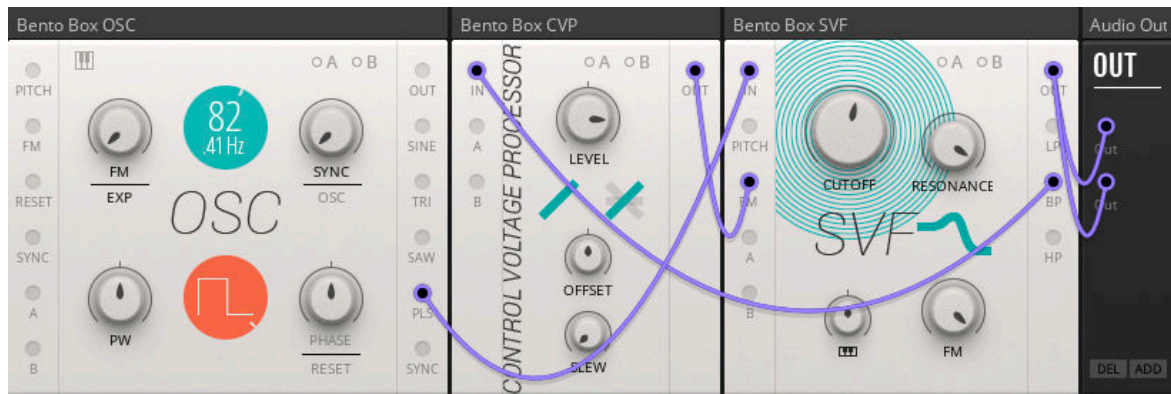 Bento Box OSC
Bento Box CVP
Bento Box SVF
Audio Out
A B
PITCH
FM
RESET
SYNC
A
B
82
.41 Hz
FM
EXP
SYNC
OSC
OSC
PW
PHASE
RESET
OUT
SINE
TRI
SAW
PLS
SYNC
IN
A
B
CONTROL VOLTAGE PROCESSOR
A B
LEVEL
OFFSET
SLEW
OUT
IN
PITCH
FM
A
B
A B
CUTOFF
RESONANCE
SVF
FM
OUT
LP
BP
HP
OUT
Out
Out
DEL ADD